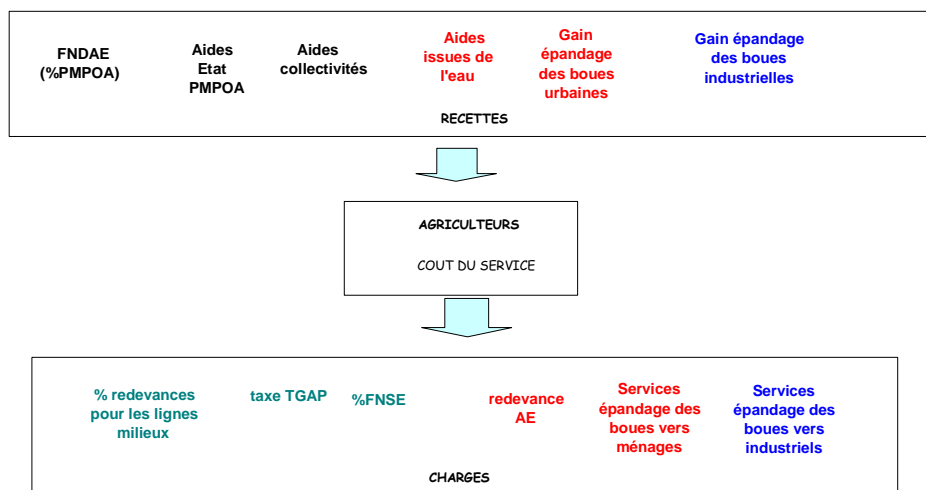 FNDAE
(%PMPOA)
Aides
Etat
PMPOA
Aides
collectivités
Aides
issues de
l'eau
Gain
épandage
des boues
urbaines
Gain épandage
des boues
industrielles
RECETTES
AGRICULTEURS
COUT DU SERVICE
% redevances
pour les lignes
milieux
taxe TGAP
%FNSE
redevance
AE
Services
épandage des
boues vers
ménages
Services
épandage des
boues vers
industriels
CHARGES